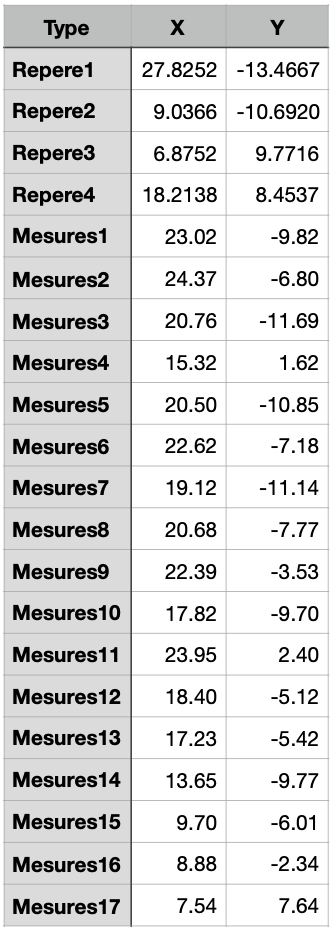 Type X Y
Repere1 27.8252 -13.4667
Repere2 9.0366 -10.6920
Repere3 6.8752 9.7716
Repere4 18.2138 8.4537
Mesures1 23.02 -9.82
Mesures2 24.37 -6.80
Mesures3 20.76 -11.69
Mesures4 15.32 1.62
Mesures5 20.50 -10.85
Mesures6 22.62 -7.18
Mesures7 19.12 -11.14
Mesures8 20.68 -7.77
Mesures9 22.39 -3.53
Mesures10 17.82 -9.70
Mesures11 23.95 2.40
Mesures12 18.40 -5.12
Mesures13 17.23 -5.42
Mesures14 13.65 -9.77
Mesures15 9.70 -6.01
Mesures16 8.88 -2.34
Mesures17 7.54 7.64